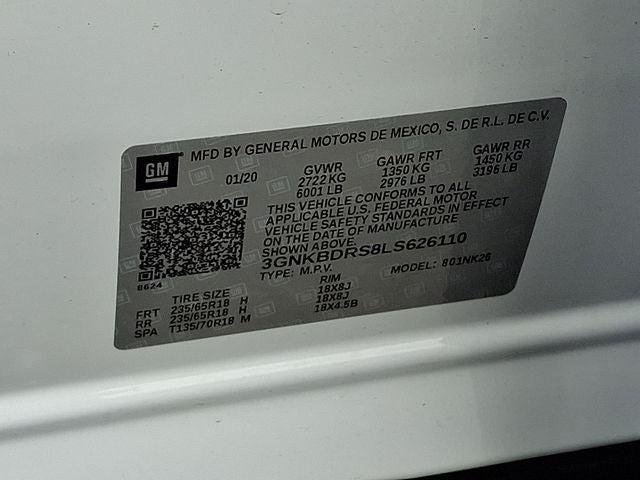 GM
MFD BY GENERAL MOTORS DE MEXICO, S. DE R.L. DE C.V.
01/20
GVWR GAWR FRT GAWR RR
2722 KG 1350 KG 1450 KG
6001 LB 2976 LB 3196 LB
THIS VEHICLE CONFORMS TO ALL
APPLICABLE U.S. FEDERAL MOTOR
VEHICLE SAFETY STANDARDS IN EFFECT
ON THE DATE OF MANUFACTURE
SHOWN ABOVE.
3GNKBDRS8LS626110
TYPE: M.P.V. MODEL: 801NK26
8624
TIRE SIZE RIM
FRT 235/65R18 H 18X8J
RR 235/65R18 H 18X8J
SPA T135/70R18 M 18X4.5B